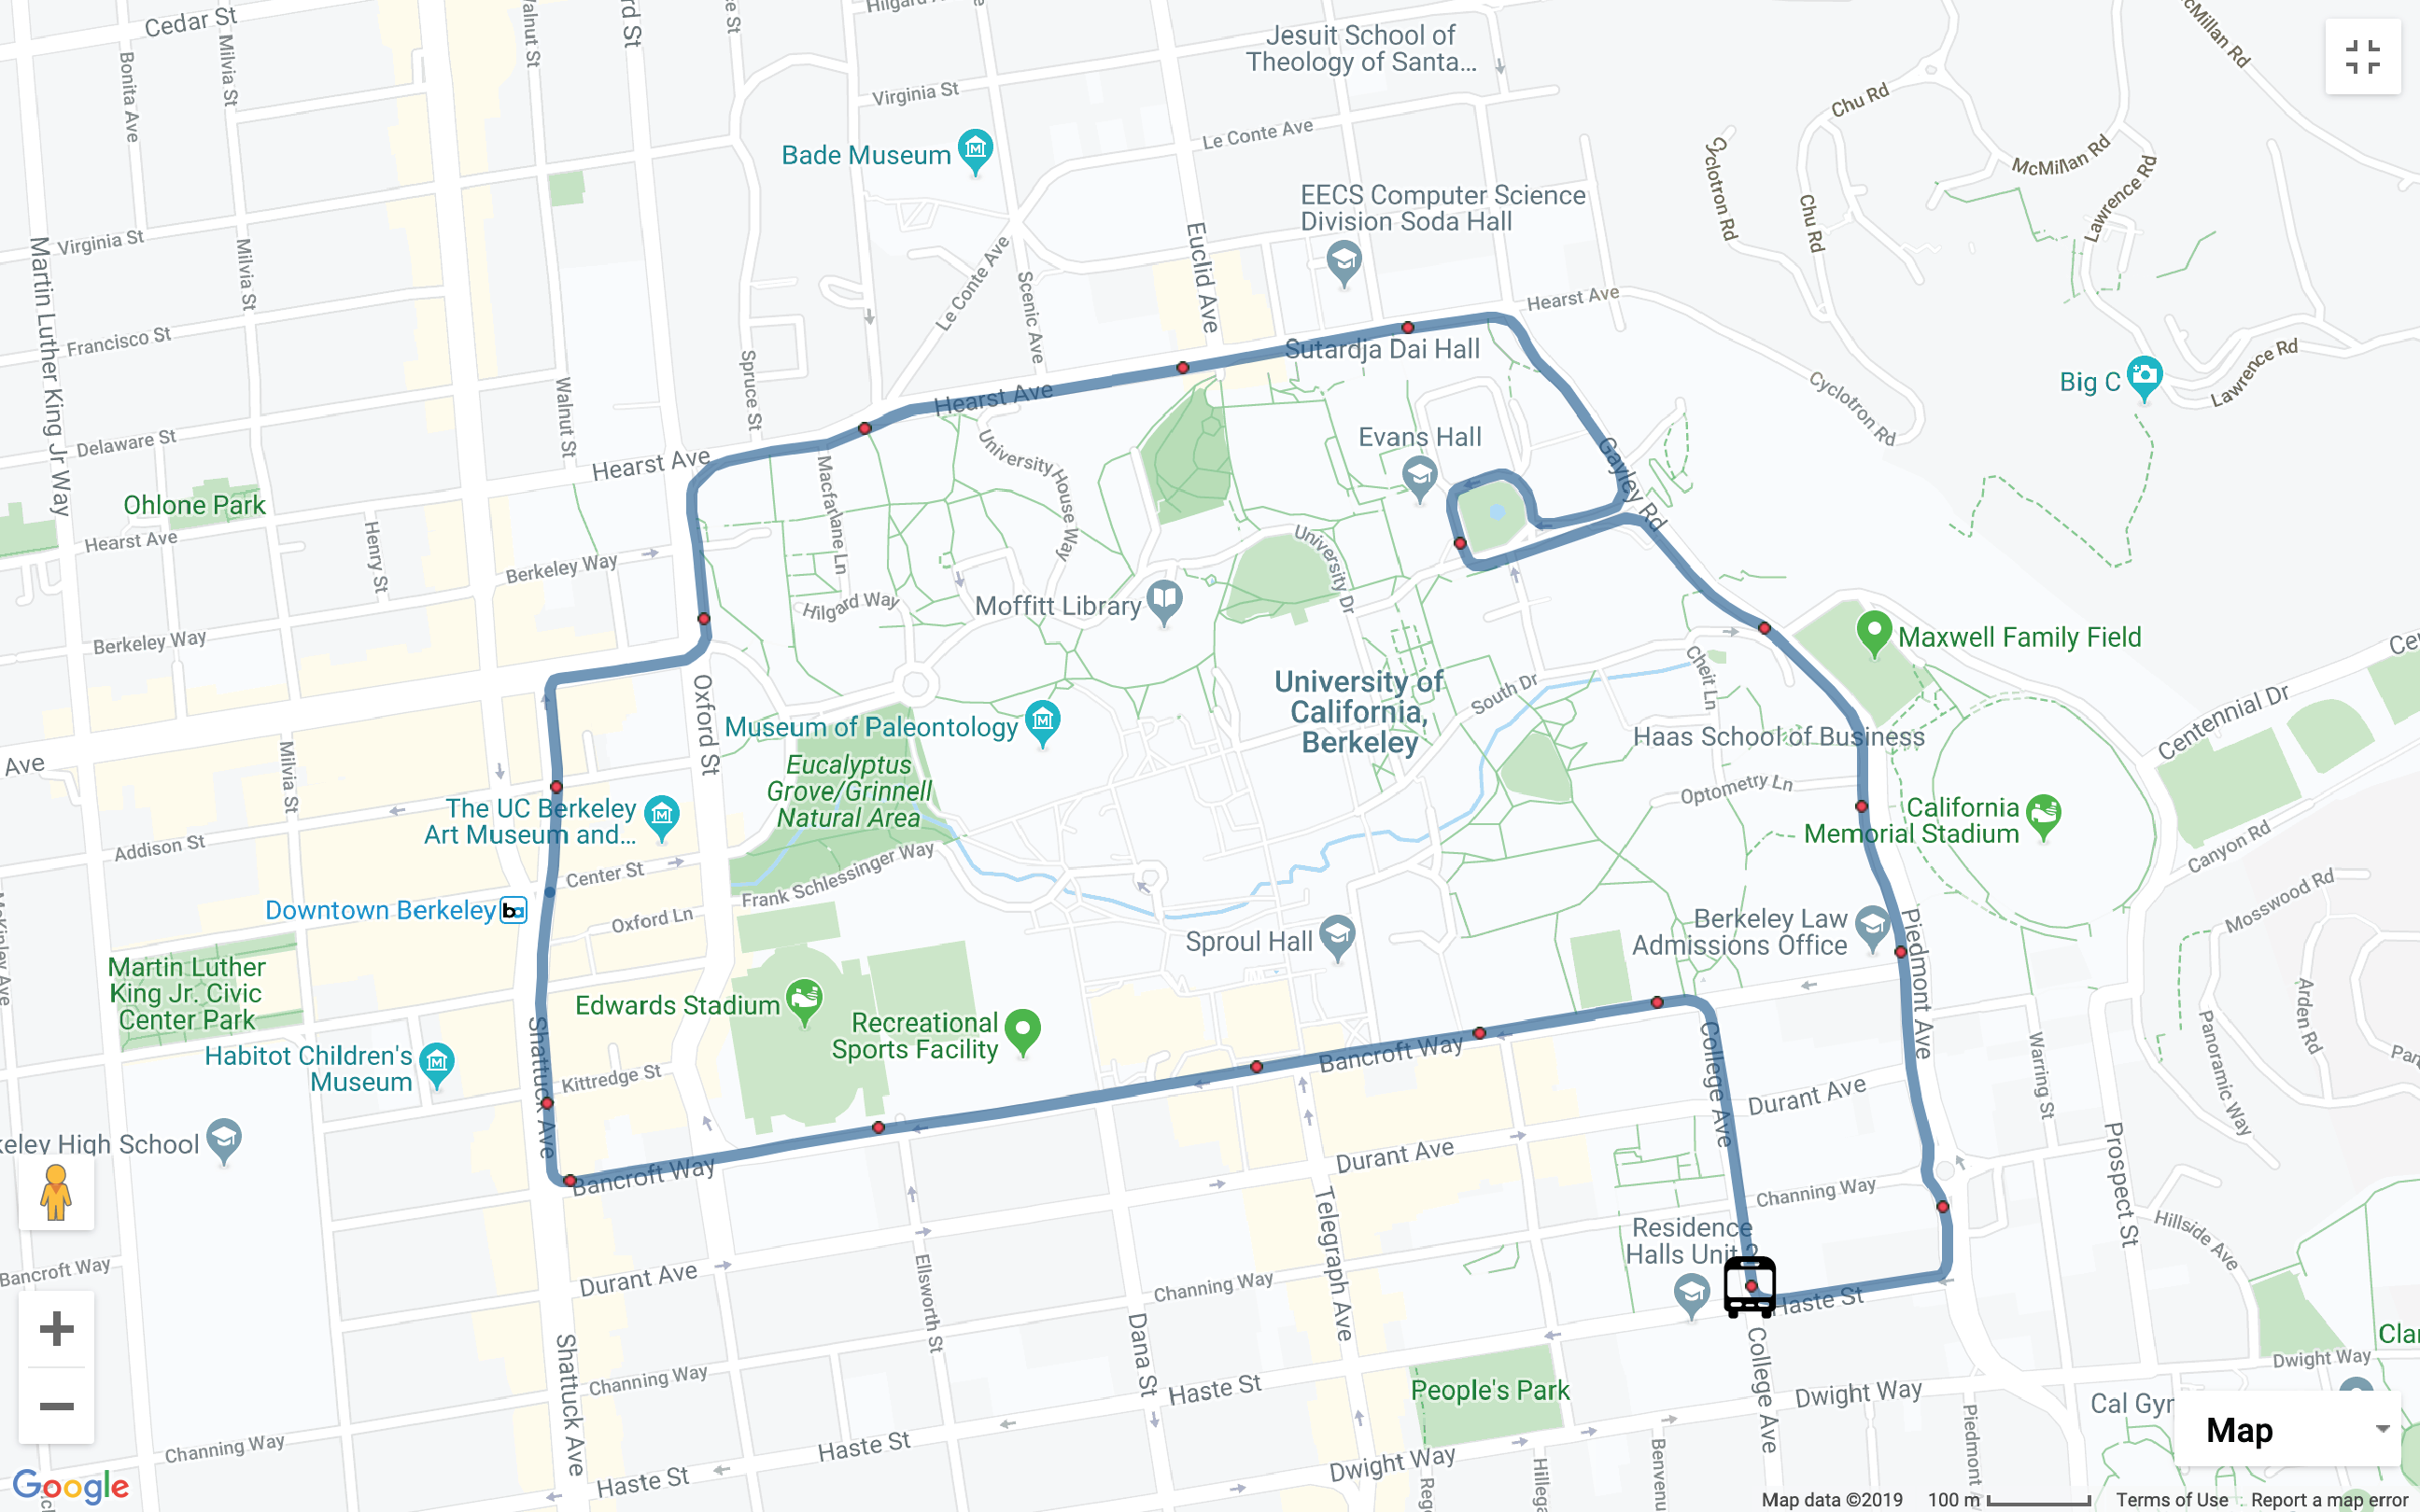 Cedar St
Bonita Ave
Milvia St
Walnut St
Virginia St
Jesuit School of
Theology of Santa...
Le Conte Ave
Chu Rd
McMillan Rd
McMillan Rd
Lawrence Rd
Cyclotron Rd
Chu Rd
Bade Museum
EECS Computer Science
Division Soda Hall
Virginia St
Milvia St
Martin Luther King Jr Way
Euclid Ave
Le Conte Ave
Scenic Ave
Hearst Ave
Francisco St
Sutardja Dai Hall
Spruce St
Walnut St
Hearst Ave
Cyclotron Rd
Big C
Lawrence Rd
Delaware St
Hearst Ave
Macfarlane Ln
University House Way
Evans Hall
Gayley Rd
Ohlone Park
Hearst Ave
Henry St
Berkeley Way
University Dr
Hilgard Way
Moffitt Library
Berkeley Way
Maxwell Family Field
Cheit Ln
South Dr
University of
California,
Berkeley
Oxford St
Museum of Paleontology
Haas School of Business
Centennial Dr
Ave
Milvia St
Eucalyptus
Grove/Grinnell
Natural Area
Optometry Ln
The UC Berkeley
Art Museum and...
California
Memorial Stadium
Canyon Rd
Addison St
Center St
Frank Schlessinger Way
Mosswood Rd
Downtown Berkeley
Oxford Ln
Sproul Hall
Berkeley Law
Admissions Office
Piedmont Ave
Martin Luther
King Jr. Civic
Center Park
Edwards Stadium
Recreational
Sports Facility
Arden Rd
Panoramic Way
Warring St
Habitot Children's
Museum
Shattuck Ave
Kittredge St
Bancroft Way
College Ave
Durant Ave
keley High School
Bancroft Way
Durant Ave
Channing Way
Prospect St
Hillside Ave
Telegraph Ave
Residence
Halls Unit
Bancroft Way
Durant Ave
Ellsworth St
Channing Way
Haste St
Dana St
Shattuck Ave
Channing Way
Haste St
People's Park
College Ave
Dwight Way
Dwight Way
Cal Gyr
Channing Way
Haste St
Haste St
Dwight Way
Piedmont
Benvenu
Hillega
Map
Google
Map data ©2019
100 m
Terms of Use
Report a map error